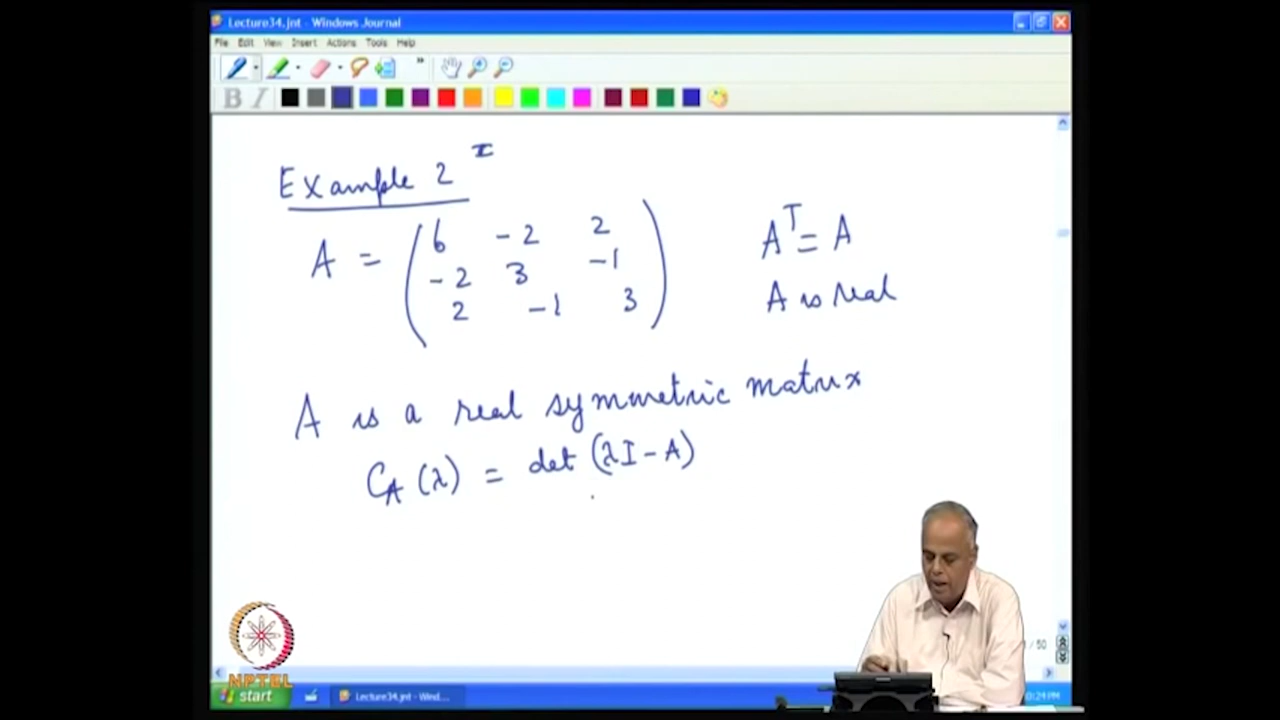 Lecture34.jnt - Windows Journal
File Edit View Insert Actions Tools Help
B I
Example 2
A = ( 6 -2 2
-2 3 -1
2 -1 3 )
A^T = A
A is real
A is a real symmetric matrix
C_A (λ) = det (λI - A)
/ 50
NPTEL
start
Lecture34.jnt - Wind...